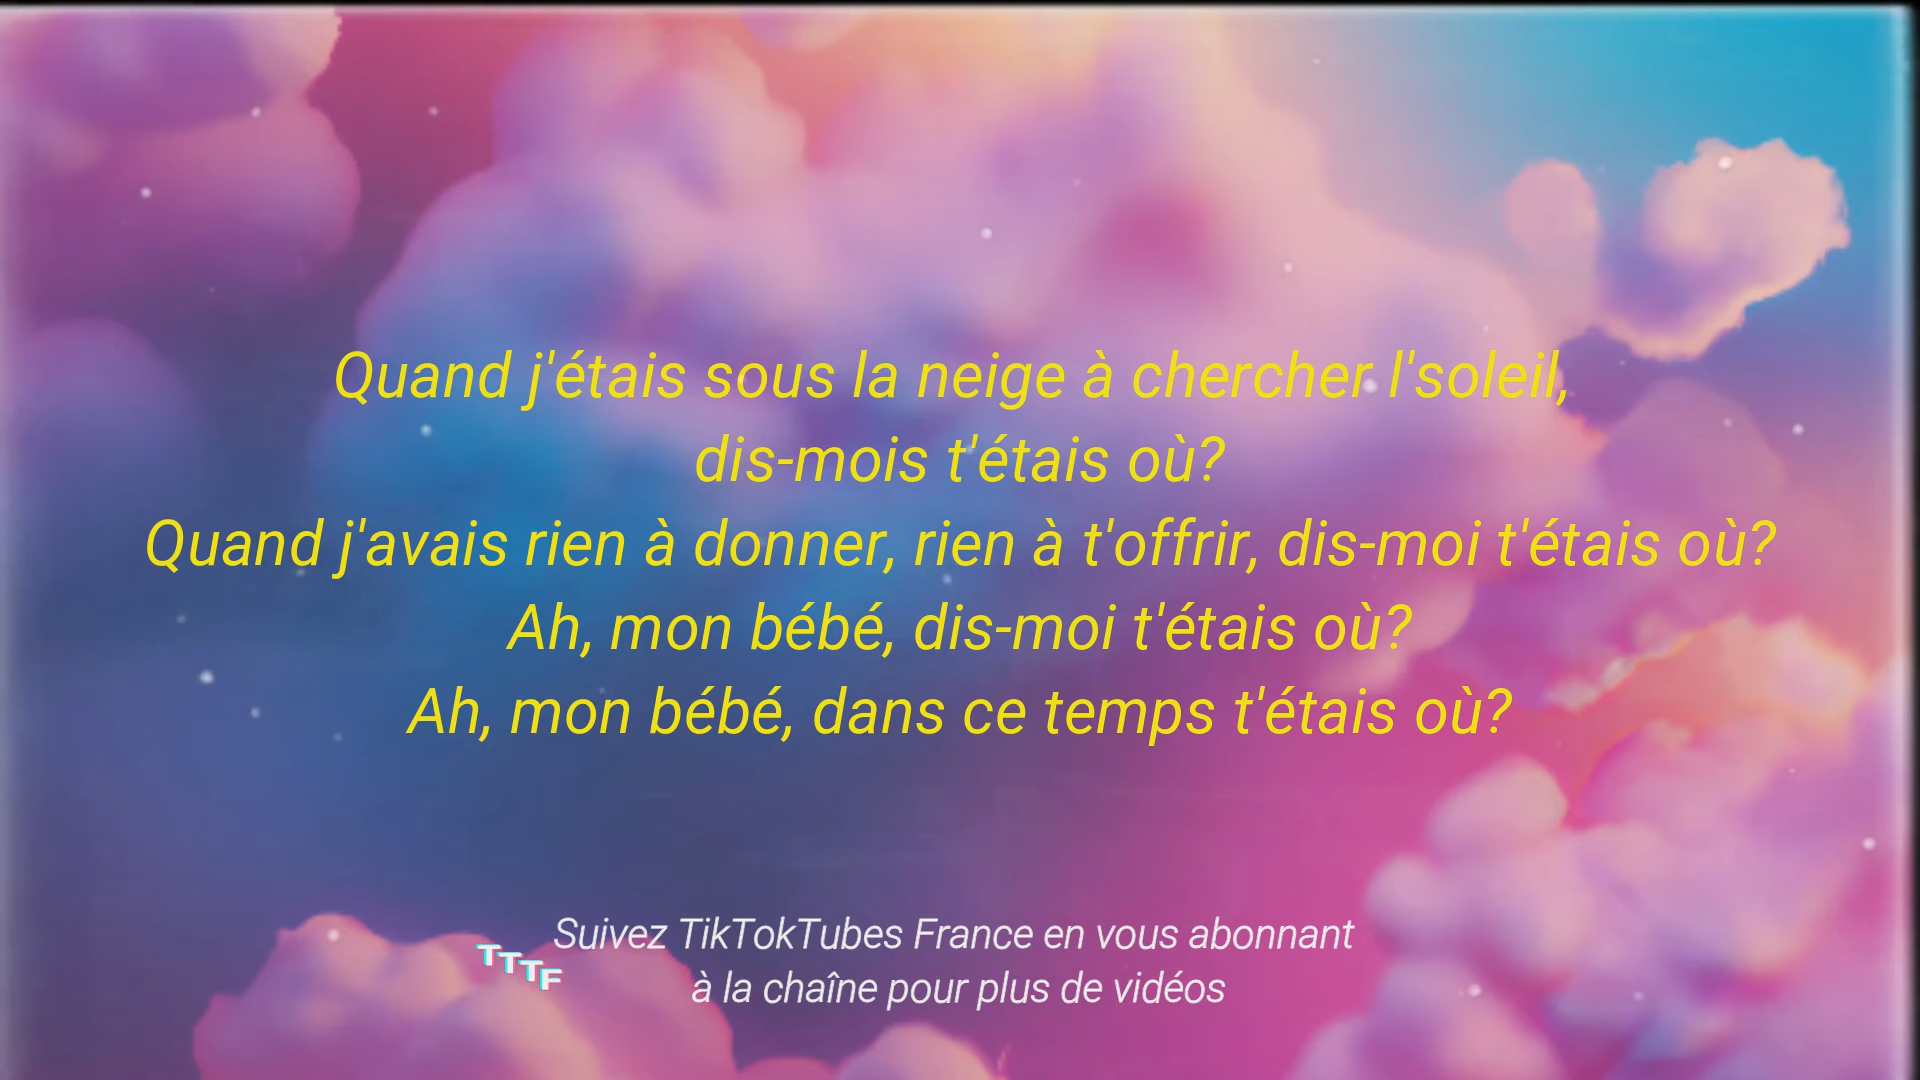 Quand j'étais sous la neige à chercher l'soleil,
dis-mois t'étais où?
Quand j'avais rien à donner, rien à t'offrir, dis-moi t'étais où?
Ah, mon bébé, dis-moi t'étais où?
Ah, mon bébé, dans ce temps t'étais où?
Suivez TikTokTubes France en vous abonnant
à la chaîne pour plus de vidéos
TTTF